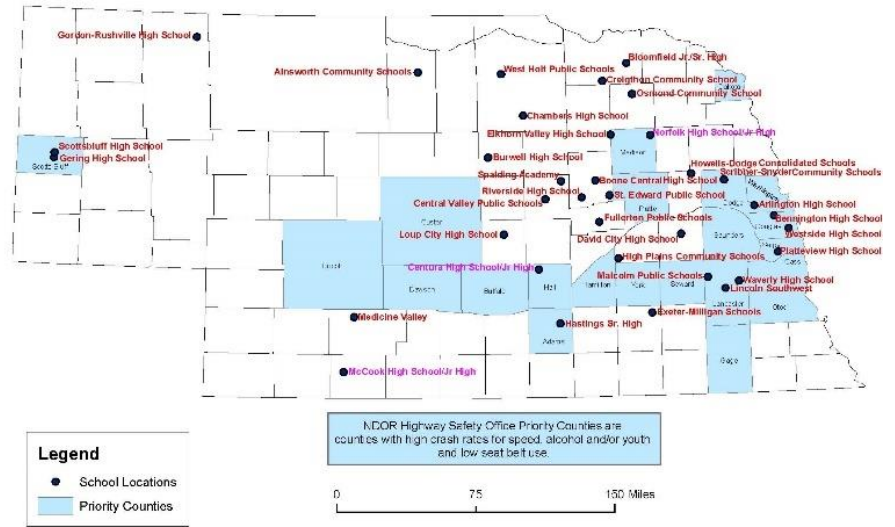 Gordon-Rushville High School
Ainsworth Community Schools
West Holt Public Schools
Bloomfield Jr./Sr. High
Creigthon Community School
Osmond Community School
Chambers High School
Elkhorn Valley High School
Norfolk High School/Jr High
Madison
Scottsbluff High School
Gering High School
Scotts Bluff
Burwell High School
Howells-Dodge Consolidated Schools
Scribner-Snyder Community Schools
Spalding Academy
Boone Central High School
Riverside High School
St. Edward Public School
Central Valley Public Schools
Platte
Dodge
Washington
Arlington High School
Custer
Fullerton Public Schools
Bennington High School
Douglas
Loup City High School
David City High School
Saunders
Westside High School
Platteview High School
Lincoln
High Plains Community Schools
Cass
Centura High School/Jr High
Malcolm Public Schools
Waverly High School
Lincoln Southwest
Dawson
Buffalo
Hall
Hamilton
York
Seward
Lancaster
Otoe
Medicine Valley
Hastings Sr. High
Exeter-Milligan Schools
Adams
Gage
McCook High School/Jr High
NDOR Highway Safety Office Priority Counties are
counties with high crash rates for speed, alcohol and/or youth
and low seat belt use.
Legend
School Locations
Priority Counties
0 75 150 Miles